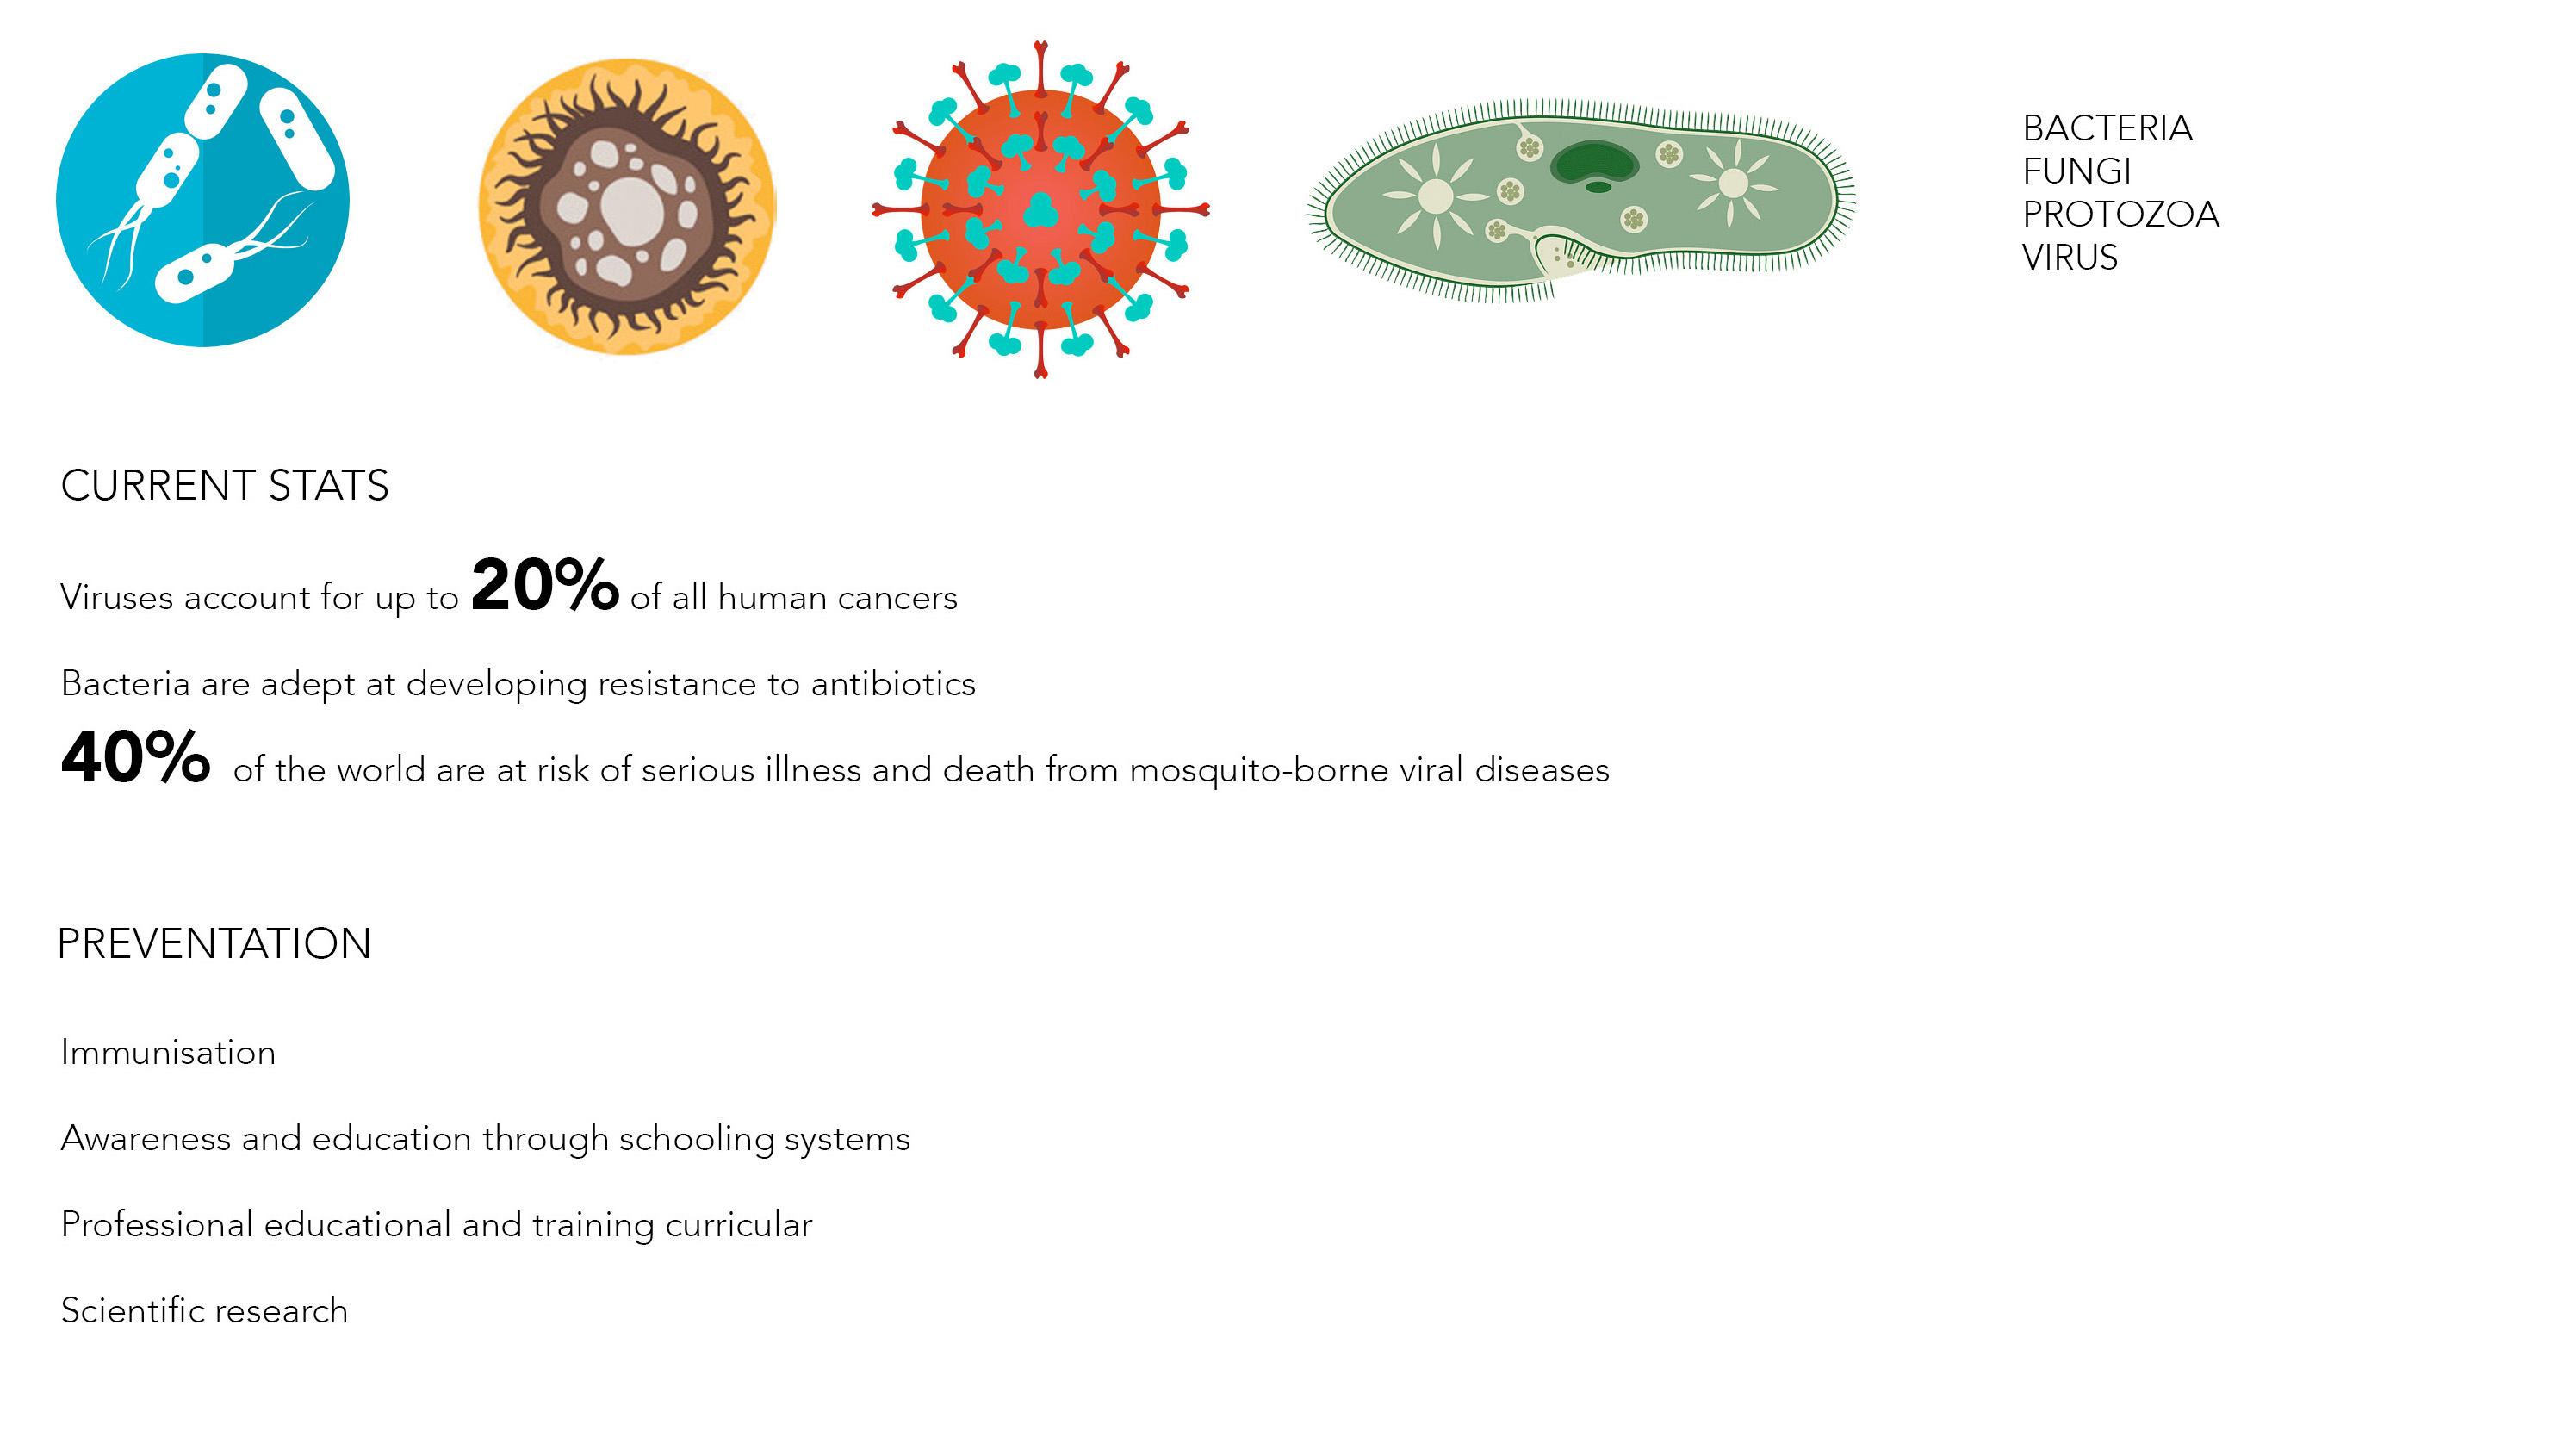 BACTERIA
FUNGI
PROTOZOA
VIRUS
CURRENT STATS
Viruses account for up to 20% of all human cancers
Bacteria are adept at developing resistance to antibiotics
40% of the world are at risk of serious illness and death from mosquito-borne viral diseases
PREVENTATION
Immunisation
Awareness and education through schooling systems
Professional educational and training curricular
Scientific research